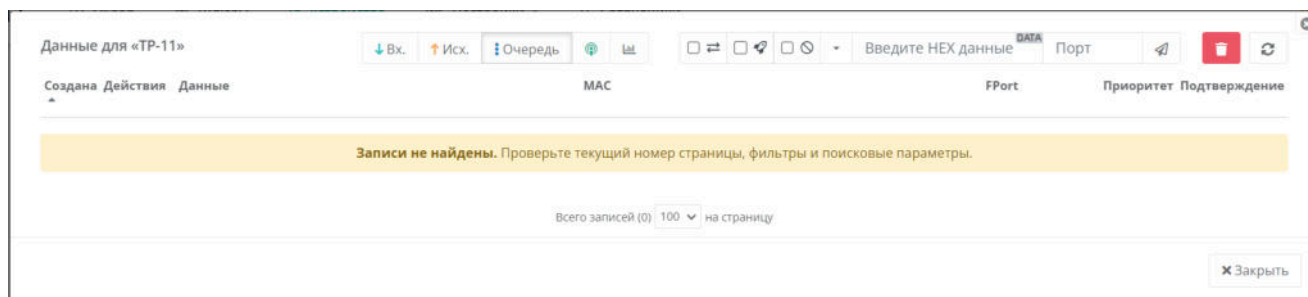 Данные для «ТР-11»
Вх. Исх. Очередь Введите HEX данные DATA Порт
Создана Действия Данные MAC FPort Приоритет Подтверждение
Записи не найдены. Проверьте текущий номер страницы, фильтры и поисковые параметры.
Всего записей (0) 100 на страницу
Закрыть